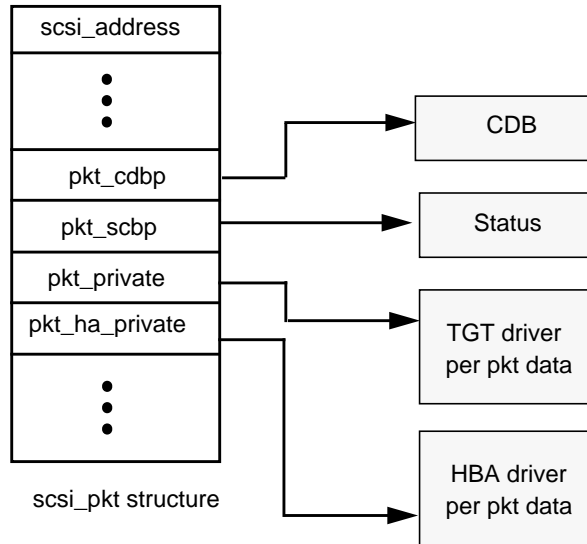 scsi_address
pkt_cdbp
pkt_scbp
pkt_private
pkt_ha_private
scsi_pkt structure
CDB
Status
TGT driver
per pkt data
HBA driver
per pkt data